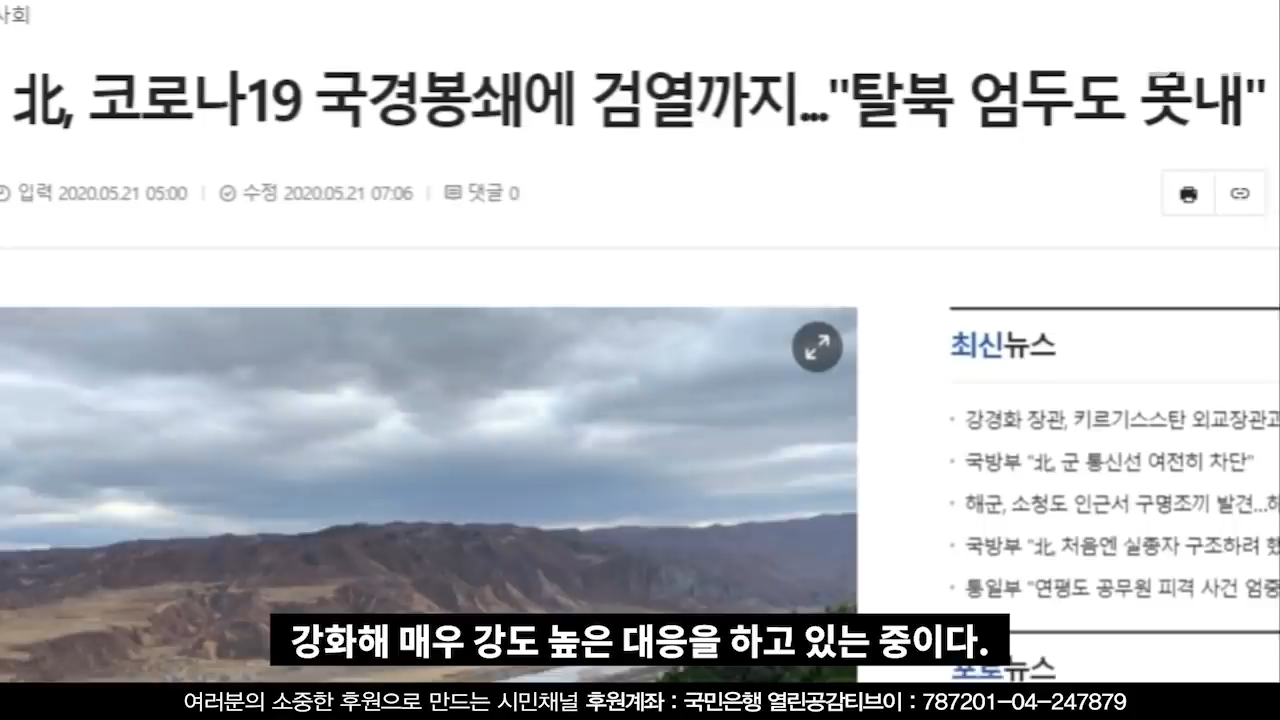 사회
北, 코로나19 국경봉쇄에 검열까지..."탈북 엄두도 못내"
입력 2020.05.21 05:00 | 수정 2020.05.21 07:06 | 댓글 0
최신뉴스
강경화 장관, 키르기스스탄 외교장관과
국방부 "北, 군 통신선 여전히 차단"
해군, 소청도 인근서 구명조끼 발견...
국방부 "北, 처음엔 실종자 구조하려
통일부 "연평도 공무원 피격 사건 엄중
강화해 매우 강도 높은 대응을 하고 있는 중이다.
포토뉴스
여러분의 소중한 후원으로 만드는 시민채널 후원계좌 : 국민은행 열린공감티브이 : 787201-04-247879